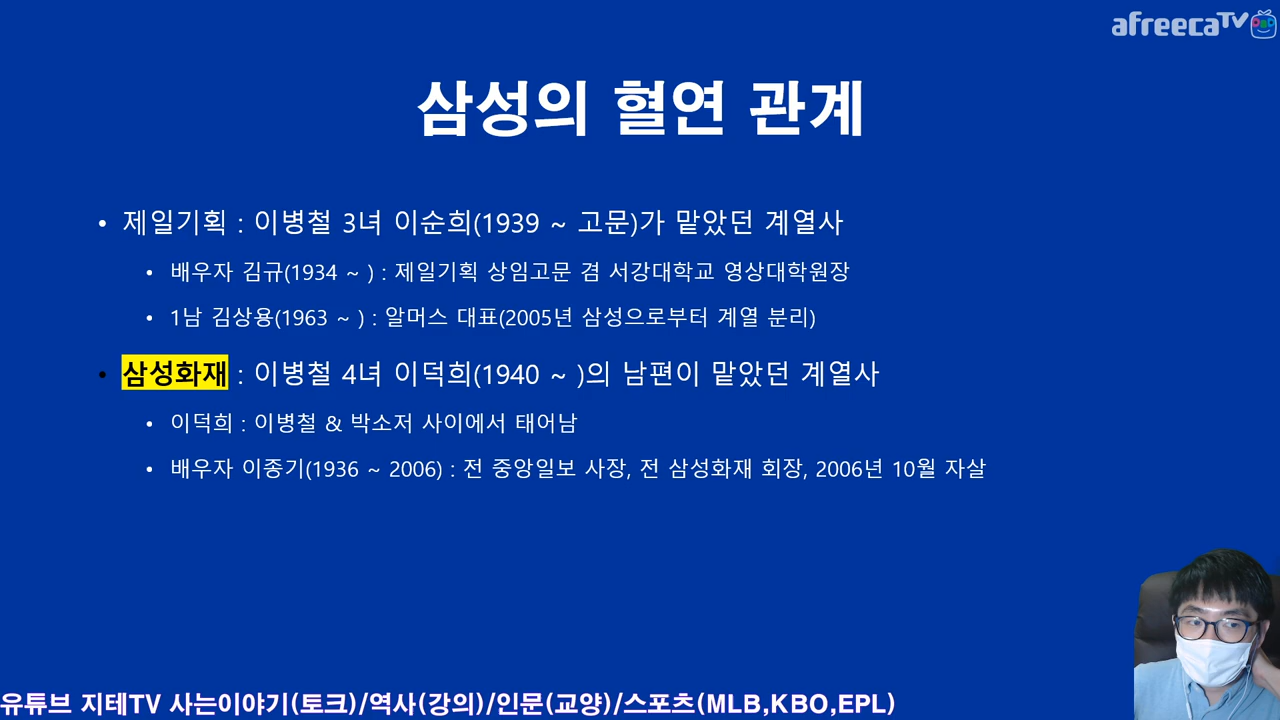 afreecaTV
삼성의 혈연 관계
• 제일기획 : 이병철 3녀 이순희(1939 ~ 고문)가 맡았던 계열사
• 배우자 김규(1934 ~ ) : 제일기획 상임고문 겸 서강대학교 영상대학원장
• 1남 김상용(1963 ~ ) : 알머스 대표(2005년 삼성으로부터 계열 분리)
• 삼성화재 : 이병철 4녀 이덕희(1940 ~ )의 남편이 맡았던 계열사
• 이덕희 : 이병철 & 박소저 사이에서 태어남
• 배우자 이종기(1936 ~ 2006) : 전 중앙일보 사장, 전 삼성화재 회장, 2006년 10월 자살
유튜브 지테TV 사는이야기(토크)/역사(강의)/인문(교양)/스포츠(MLB,KBO,EPL)